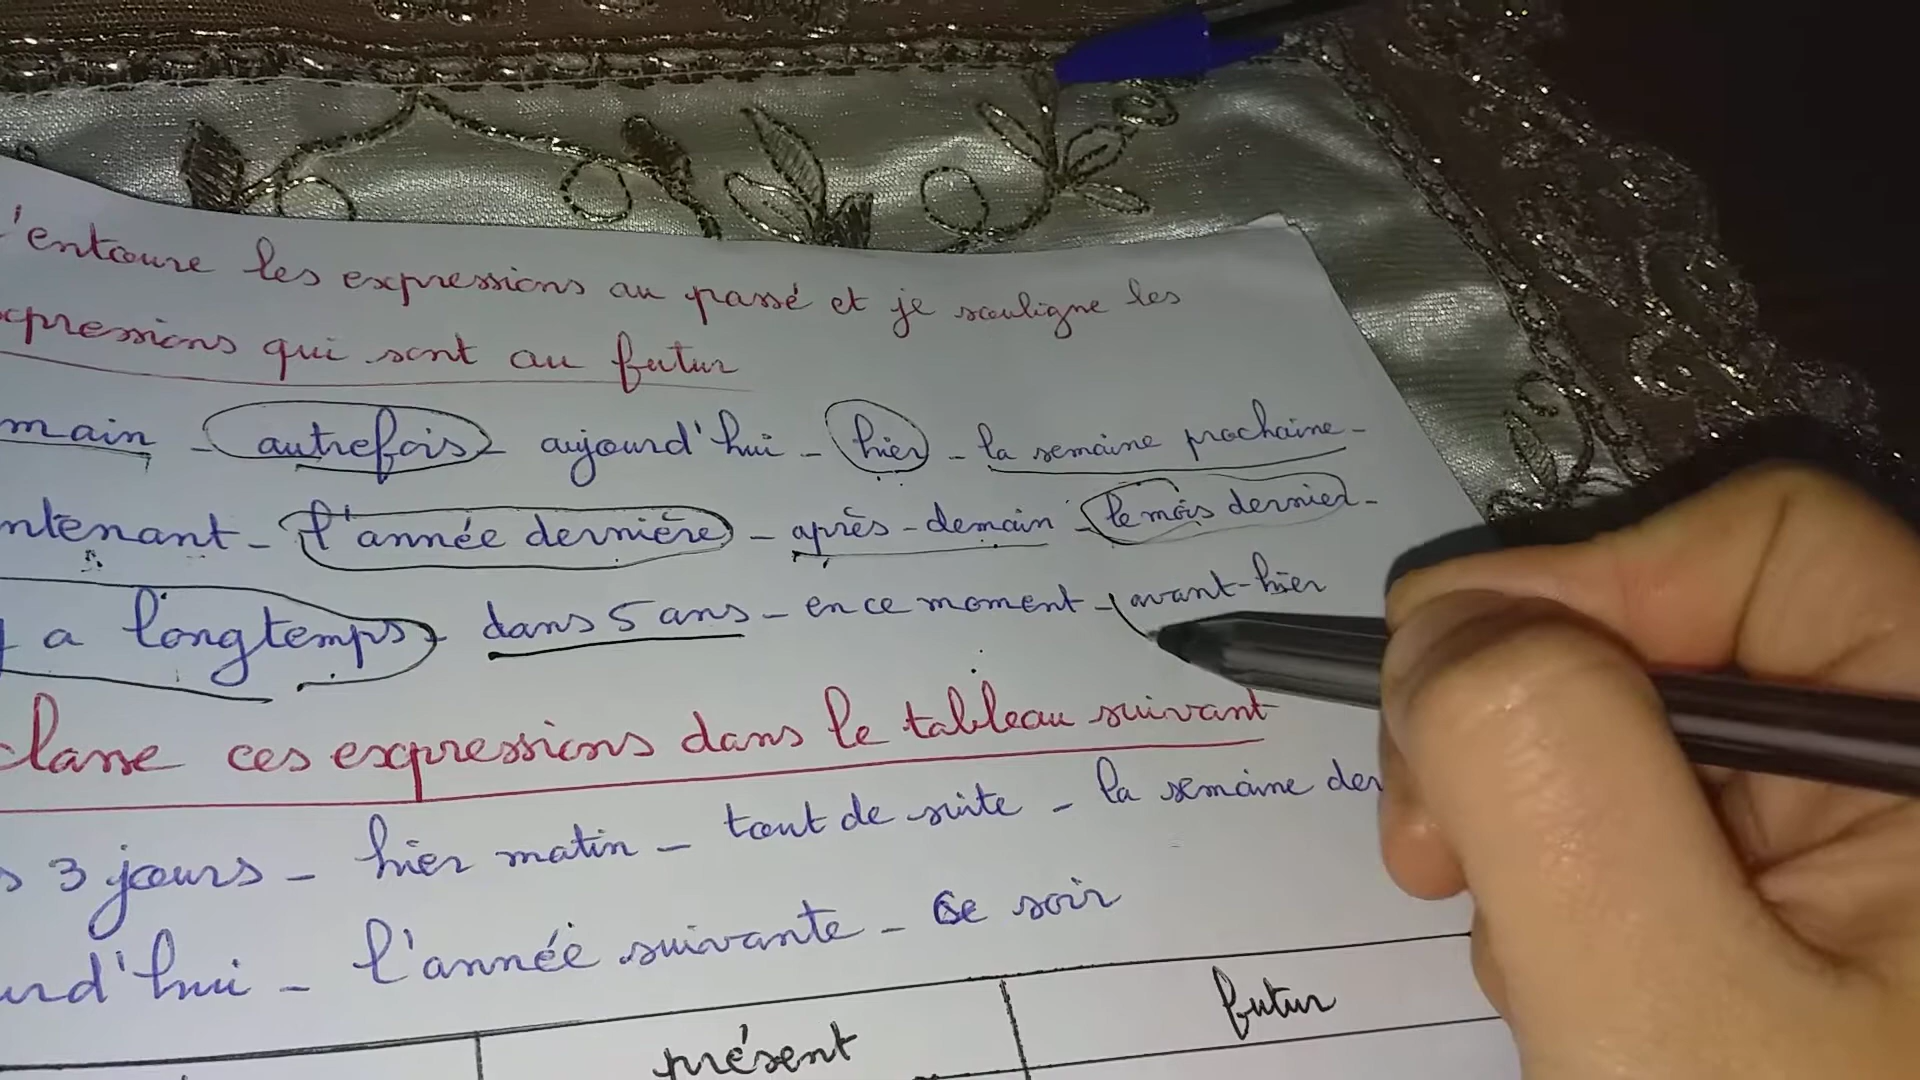 'entoure les expressions au passé et je souligne les
xpressions qui sont au futur
main - autrefois - aujourd'hui - hier - la semaine prochaine -
ntenant - l'année dernière - après-demain - le mois dernier -
a longtemps - dans 5 ans - en ce moment - avant-hier
classe ces expressions dans le tableau suivant
s 3 jours - hier matin - tout de suite - la semaine der
urd'hui - l'année suivante - ce soir
présent futur